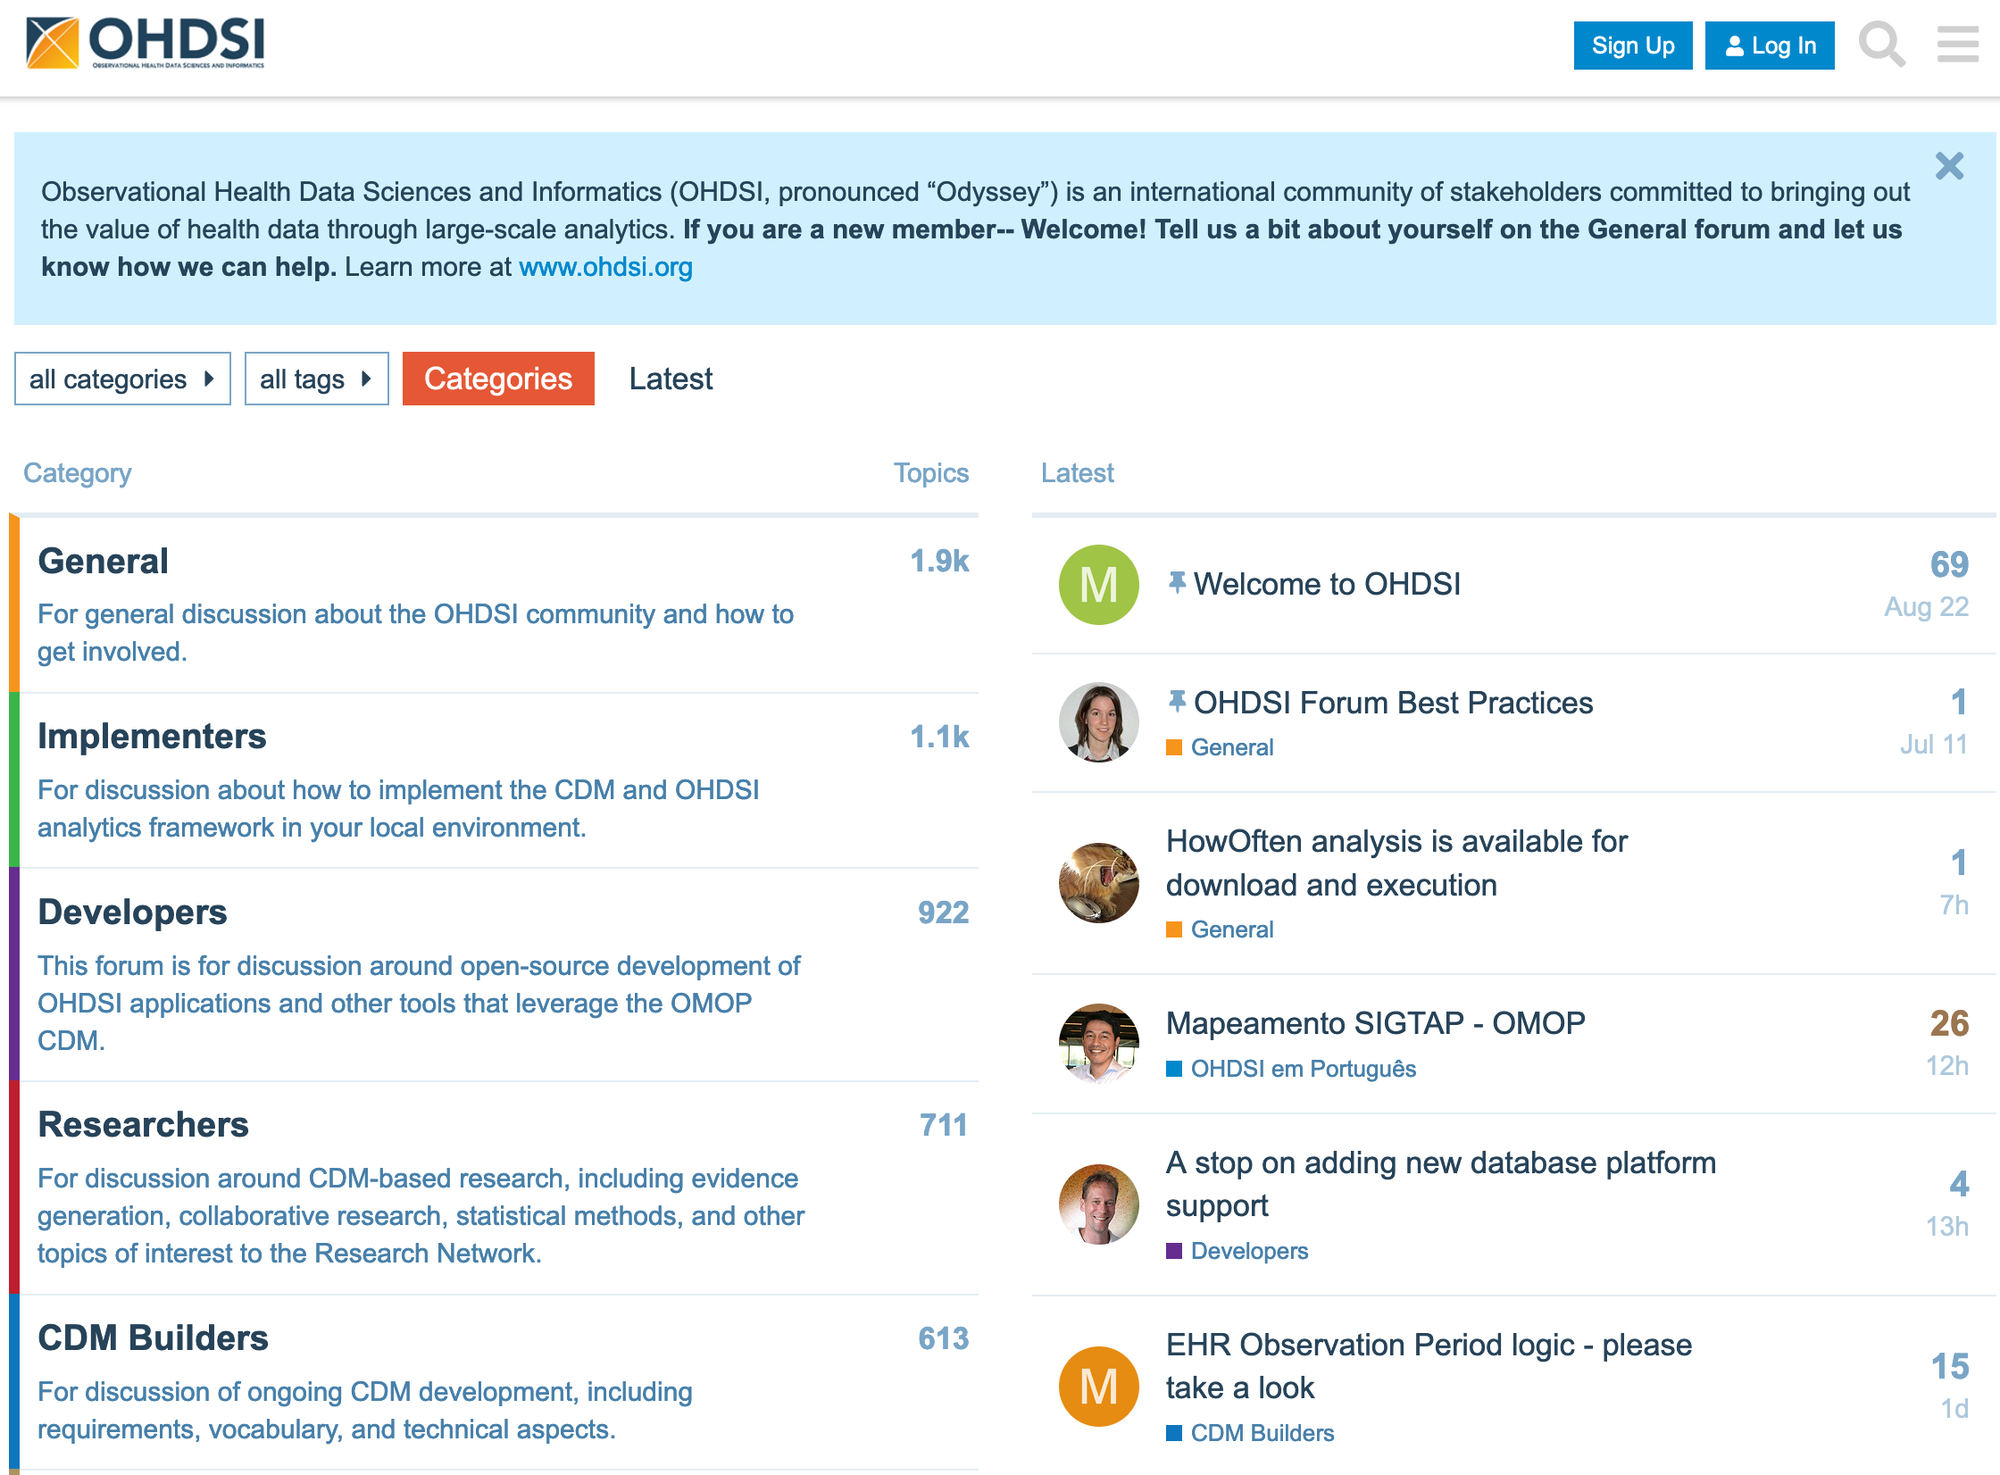 OHDSI
OBSERVATIONAL HEALTH DATA SCIENCES AND INFORMATICS
Sign Up
Log In
Observational Health Data Sciences and Informatics (OHDSI, pronounced “Odyssey”) is an international community of stakeholders committed to bringing out
the value of health data through large-scale analytics. If you are a new member-- Welcome! Tell us a bit about yourself on the General forum and let us
know how we can help. Learn more at www.ohdsi.org
all categories
all tags
Categories
Latest
Category
Topics
General
1.9k
For general discussion about the OHDSI community and how to
get involved.
Implementers
1.1k
For discussion about how to implement the CDM and OHDSI
analytics framework in your local environment.
Developers
922
This forum is for discussion around open-source development of
OHDSI applications and other tools that leverage the OMOP
CDM.
Researchers
711
For discussion around CDM-based research, including evidence
generation, collaborative research, statistical methods, and other
topics of interest to the Research Network.
CDM Builders
613
For discussion of ongoing CDM development, including
requirements, vocabulary, and technical aspects.
Latest
M
Welcome to OHDSI
69
Aug 22
OHDSI Forum Best Practices
General
1
Jul 11
HowOften analysis is available for
download and execution
General
1
7h
Mapeamento SIGTAP - OMOP
OHDSI em Português
26
12h
A stop on adding new database platform
support
Developers
4
13h
M
EHR Observation Period logic - please
take a look
CDM Builders
15
1d